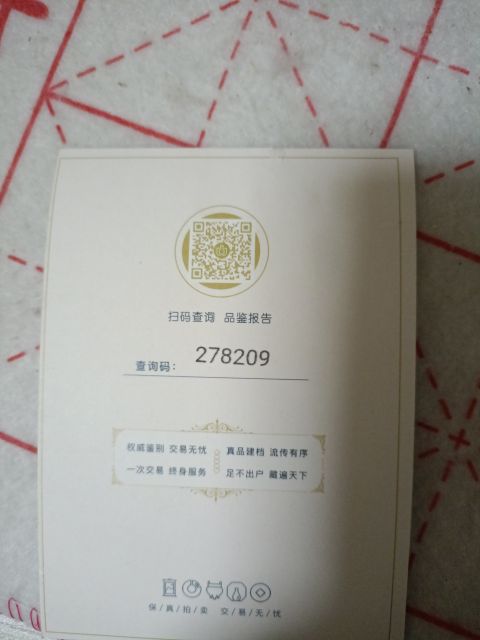 扫码查询 品鉴报告
查询码： 278209
权威鉴别 交易无忧 真品建档 流传有序
一次交易 终身服务 足不出户 藏遍天下
保/真/拍/卖 交/易/无/忧